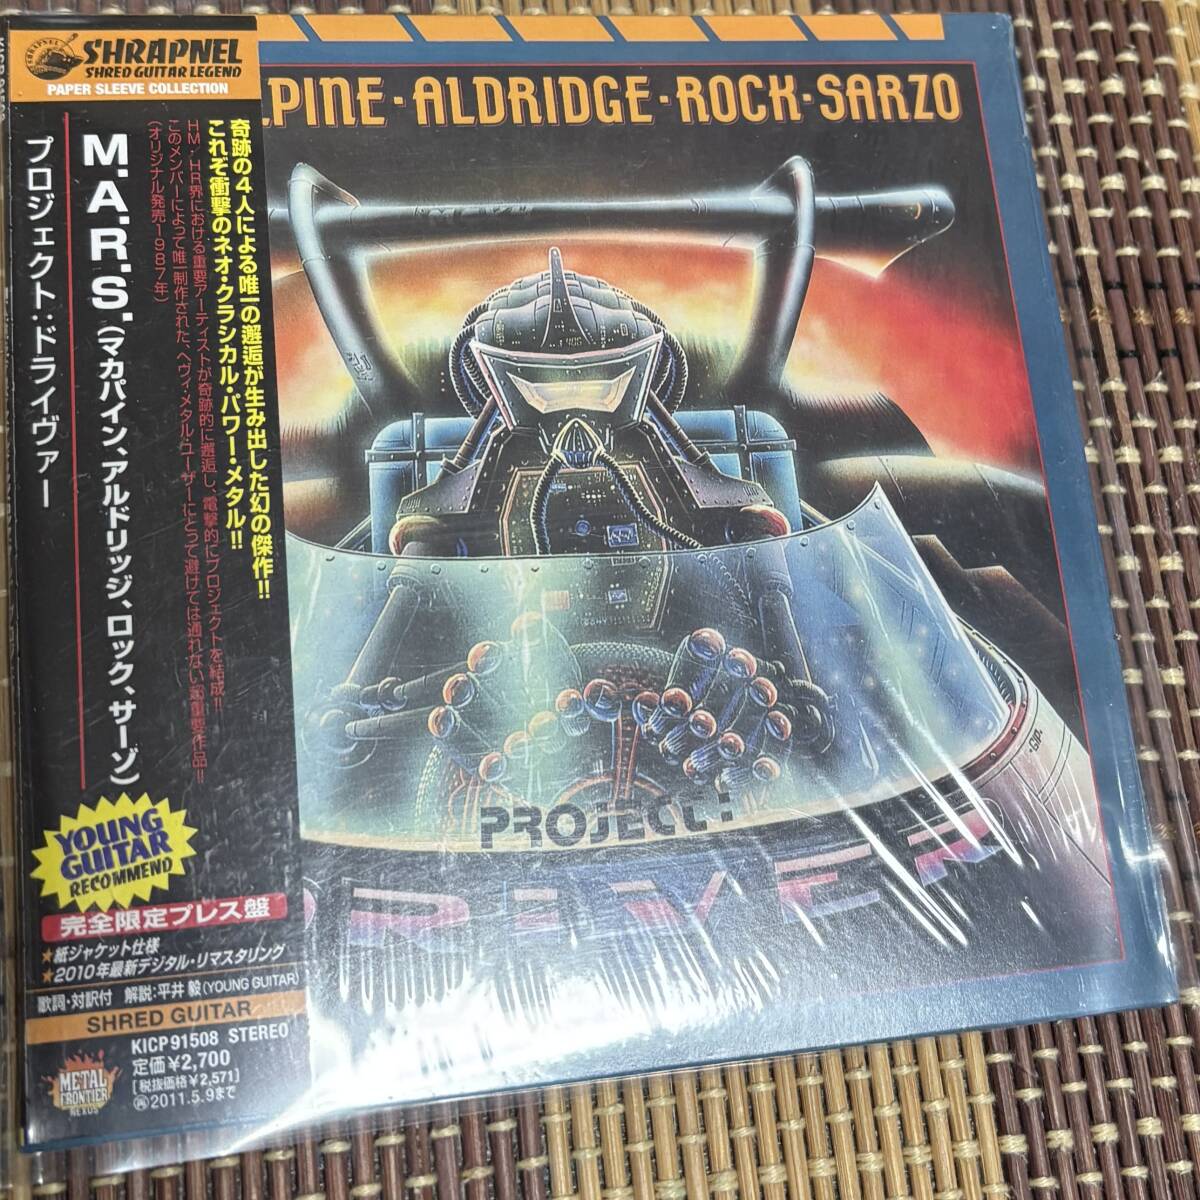 SHRAPNEL
SHRED GUITAR LEGEND
PAPER SLEEVE COLLECTION
PINE·ALDRIDGE·ROCK·SARZO
奇跡の4人による唯一の邂逅が生み出した幻の傑作!!
これぞ衝撃のネオ・クラシカル・パワー・メタル!!
HM/HR界における重要アーティストが奇跡的に邂逅し、電撃的にプロジェクトを結成!!
このメンバーによって唯一制作された、ヘヴィ・メタル・ユーザーにとって避けては通れない超重要作品!!
(オリジナル発売1987年)
M.A.R.S.(マカパイン、アルドリッジ、ロック、サーゾ)
プロジェクト:ドライヴァー
YOUNG
GUITAR
RECOMMEND
完全限定プレス盤
★紙ジャケット仕様
★2010年最新デジタル・リマスタリング
歌詞・対訳付 解説:平井 毅(YOUNG GUITAR)
SHRED GUITAR
KICP91508 STEREO
定価¥2,700
[税抜価格¥2,571]
㋐2011.5.9まで
METAL
FRONTIER
NEXUS
PROJECT:
DRIVER
·GIP·